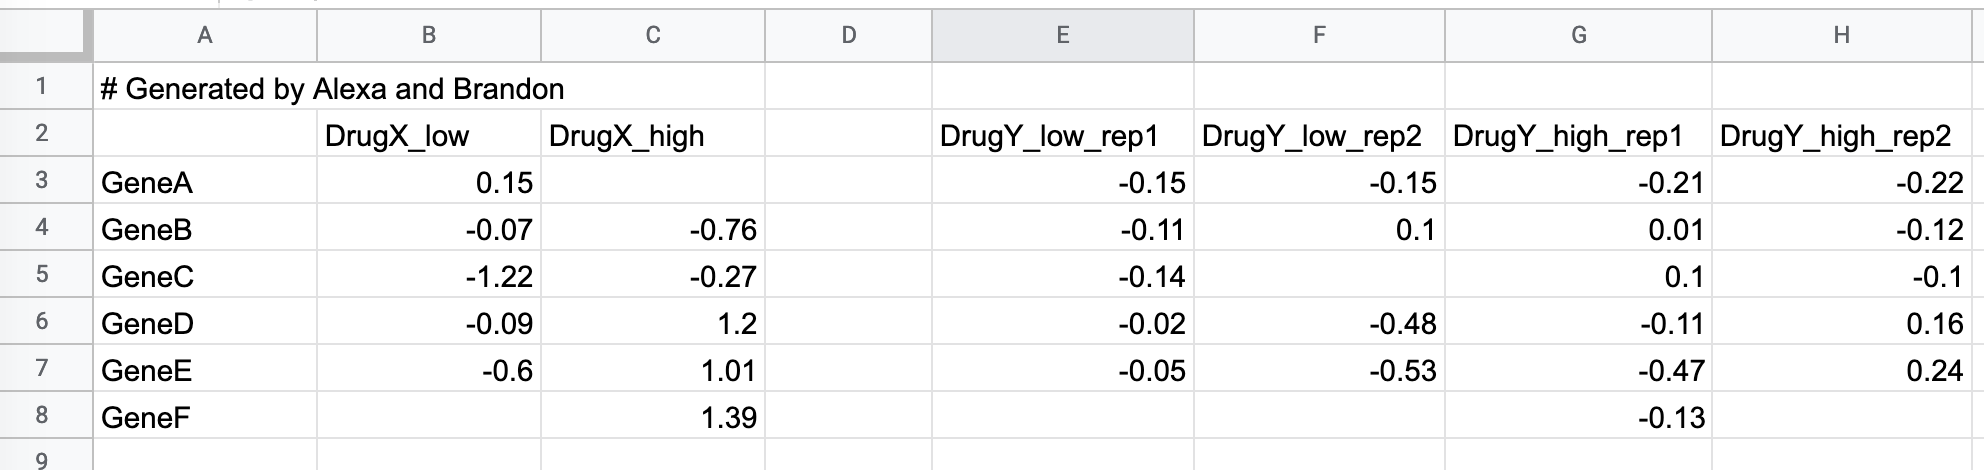 A B C D E F G H
1 # Generated by Alexa and Brandon
2 DrugX_low DrugX_high DrugY_low_rep1 DrugY_low_rep2 DrugY_high_rep1 DrugY_high_rep2
3 GeneA 0.15 -0.15 -0.15 -0.21 -0.22
4 GeneB -0.07 -0.76 -0.11 0.1 0.01 -0.12
5 GeneC -1.22 -0.27 -0.14 0.1 -0.1
6 GeneD -0.09 1.2 -0.02 -0.48 -0.11 0.16
7 GeneE -0.6 1.01 -0.05 -0.53 -0.47 0.24
8 GeneF 1.39 -0.13
9